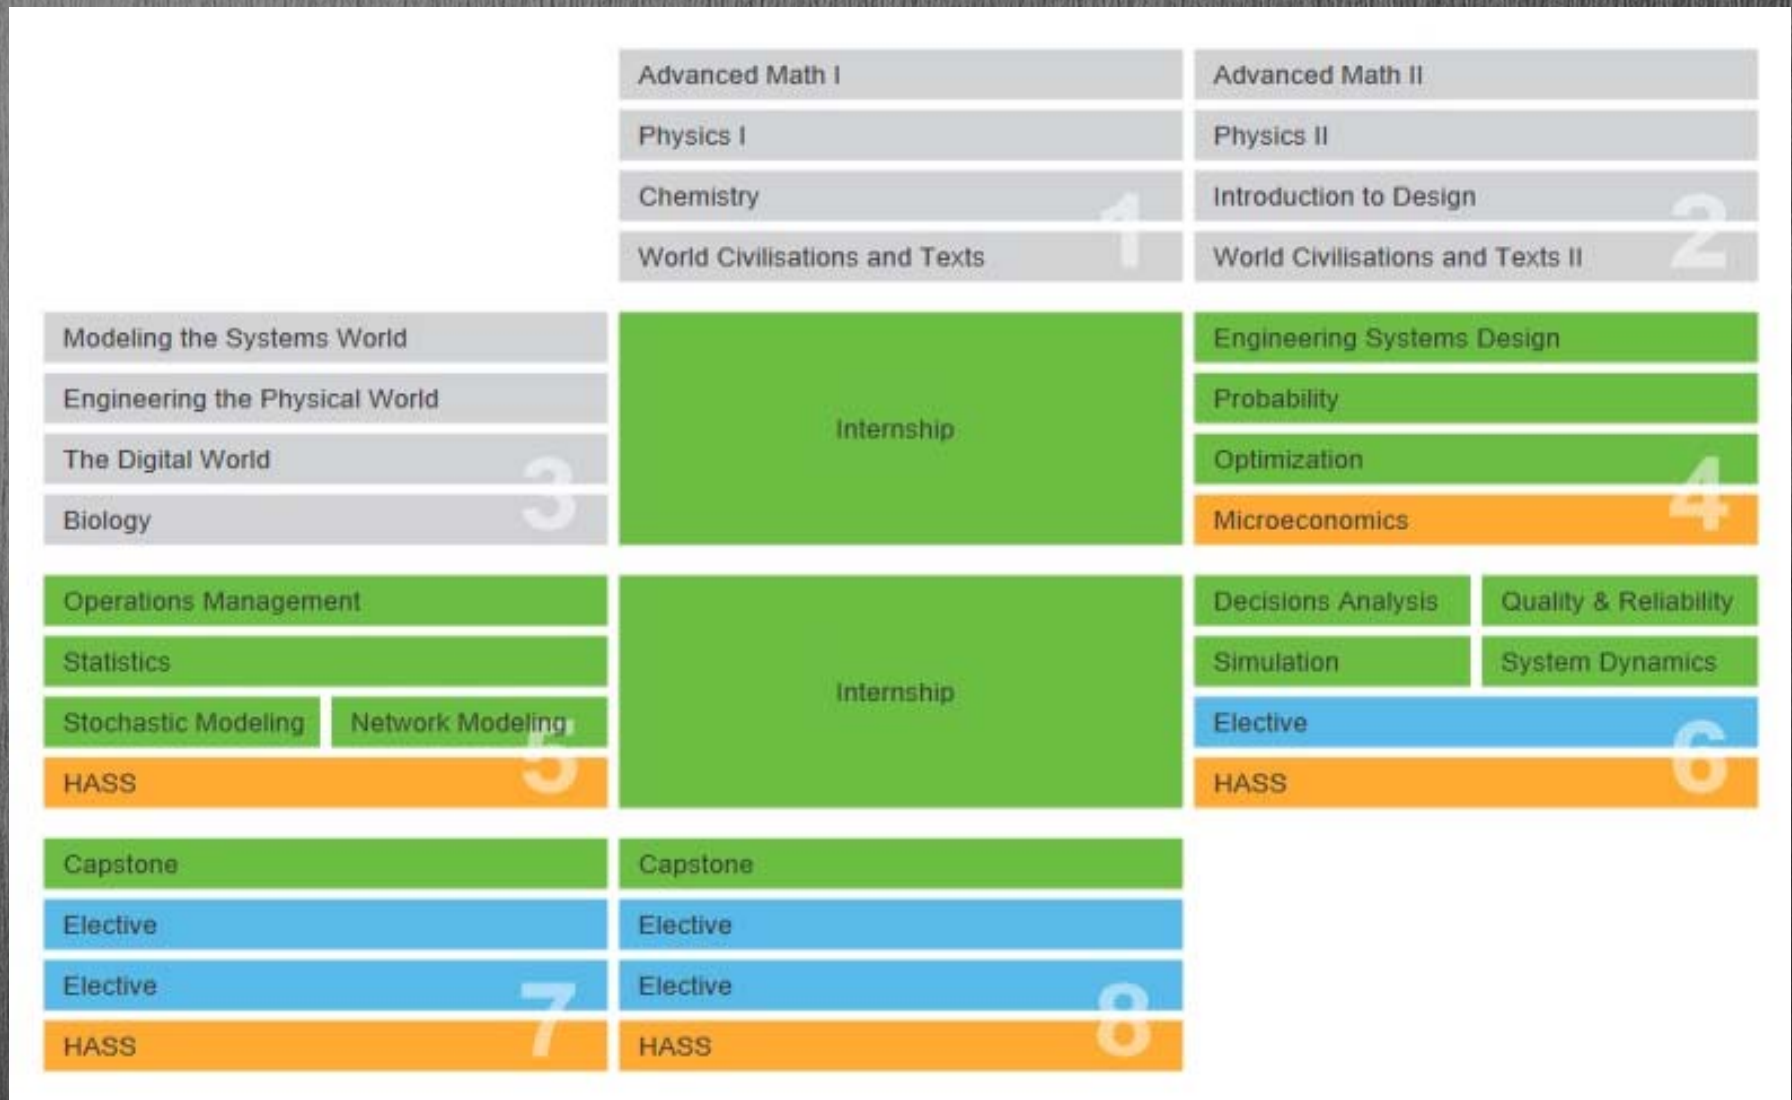 Advanced Math I
Physics I
Chemistry
World Civilisations and Texts
1
Advanced Math II
Physics II
Introduction to Design
World Civilisations and Texts II
2
Modeling the Systems World
Engineering the Physical World
The Digital World
Biology
3
Internship
Engineering Systems Design
Probability
Optimization
Microeconomics
4
Operations Management
Statistics
Stochastic Modeling
Network Modeling
HASS
5
Internship
Decisions Analysis
Quality & Reliability
Simulation
System Dynamics
Elective
HASS
6
Capstone
Elective
Elective
HASS
7
Capstone
Elective
Elective
HASS
8